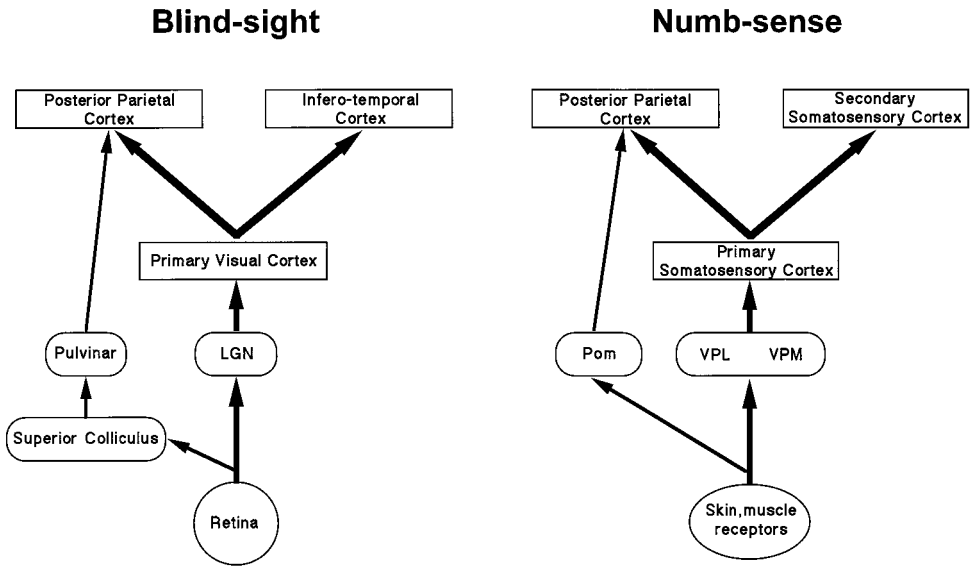 Blind-sight
Posterior Parietal
Cortex
Infero-temporal
Cortex
Primary Visual Cortex
Pulvinar
LGN
Superior Colliculus
Retina
Numb-sense
Posterior Parietal
Cortex
Secondary
Somatosensory Cortex
Primary
Somatosensory Cortex
Pom
VPL VPM
Skin,muscle
receptors